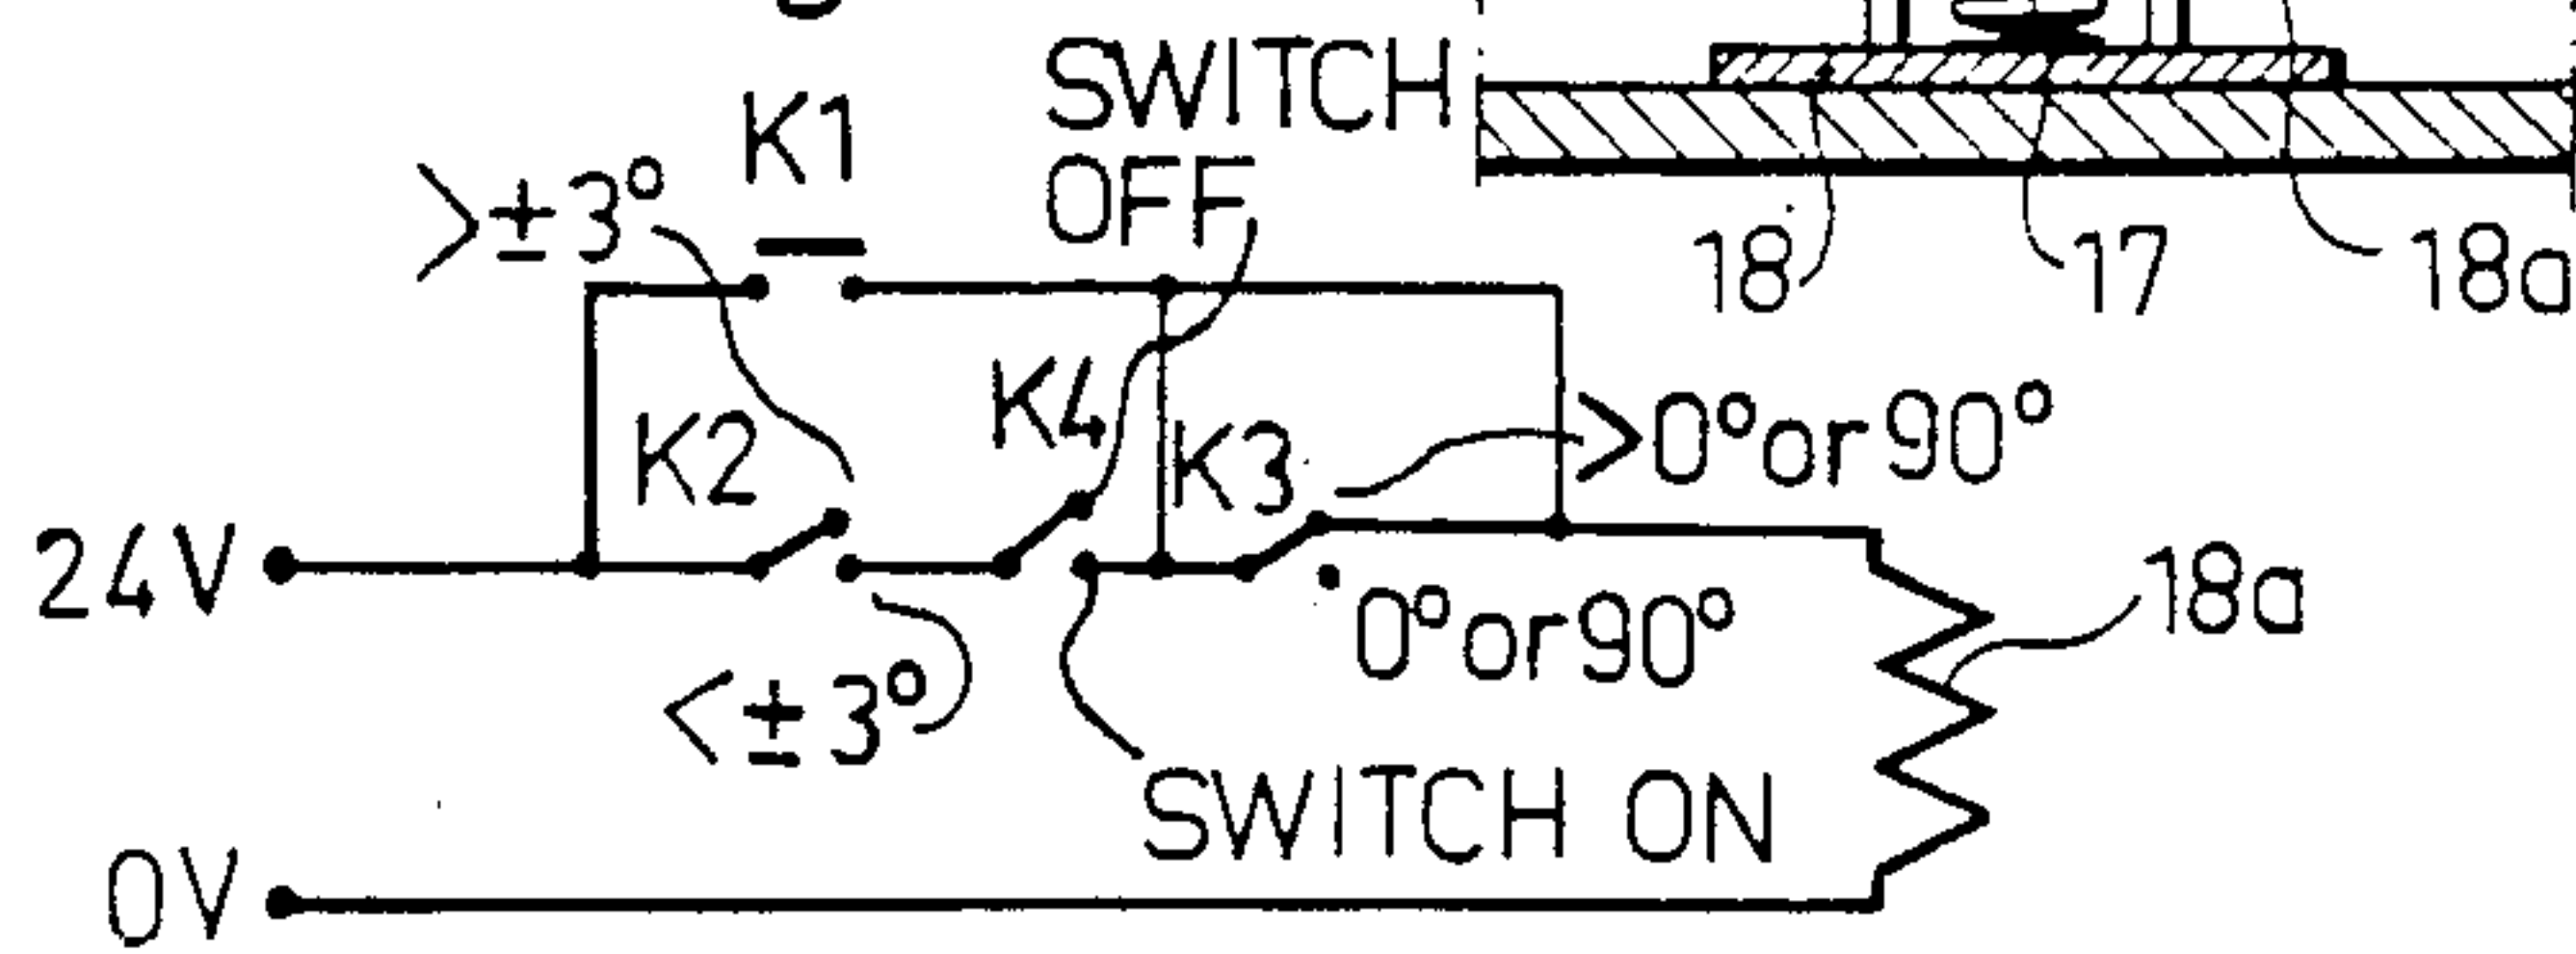 SWITCH
OFF
K1
>±3°
18
17
18a
K4
K2
K3
>0°or90°
24V
0°or90°
18a
<±3°
SWITCH ON
0V